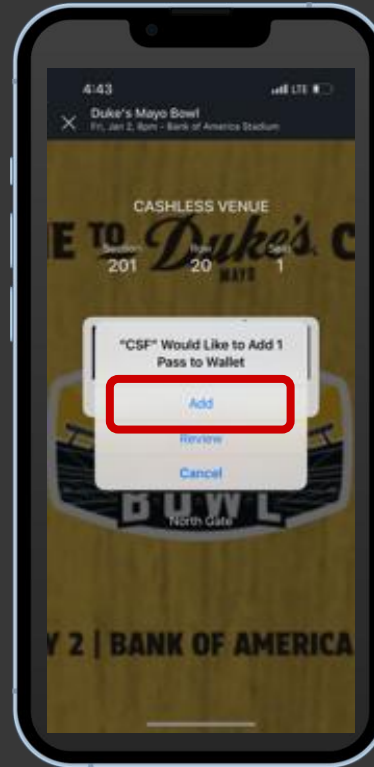 4:43
LTE
Duke's Mayo Bowl
Fri, Jan 2, 8pm - Bank of America Stadium
CASHLESS VENUE
E TO Duke's C
MAYO
Section Row Seat
201 20 1
"CSF" Would Like to Add 1
Pass to Wallet
Add
Review
Cancel
BOWL
North Gate
Y 2 | BANK OF AMERICA